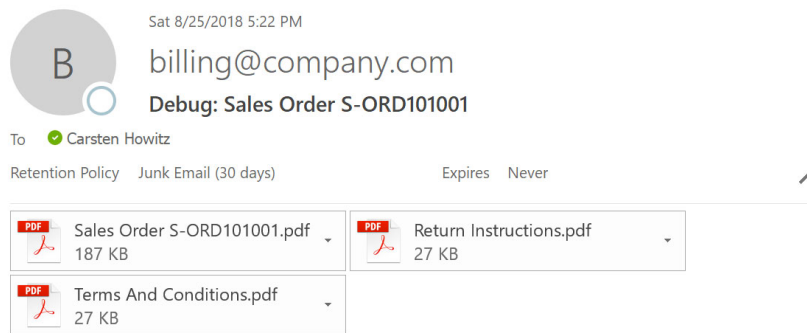 Sat 8/25/2018 5:22 PM
B
billing@company.com
Debug: Sales Order S-ORD101001
To Carsten Howitz
Retention Policy Junk Email (30 days) Expires Never
PDF Sales Order S-ORD101001.pdf PDF Return Instructions.pdf
187 KB 27 KB
PDF Terms And Conditions.pdf
27 KB